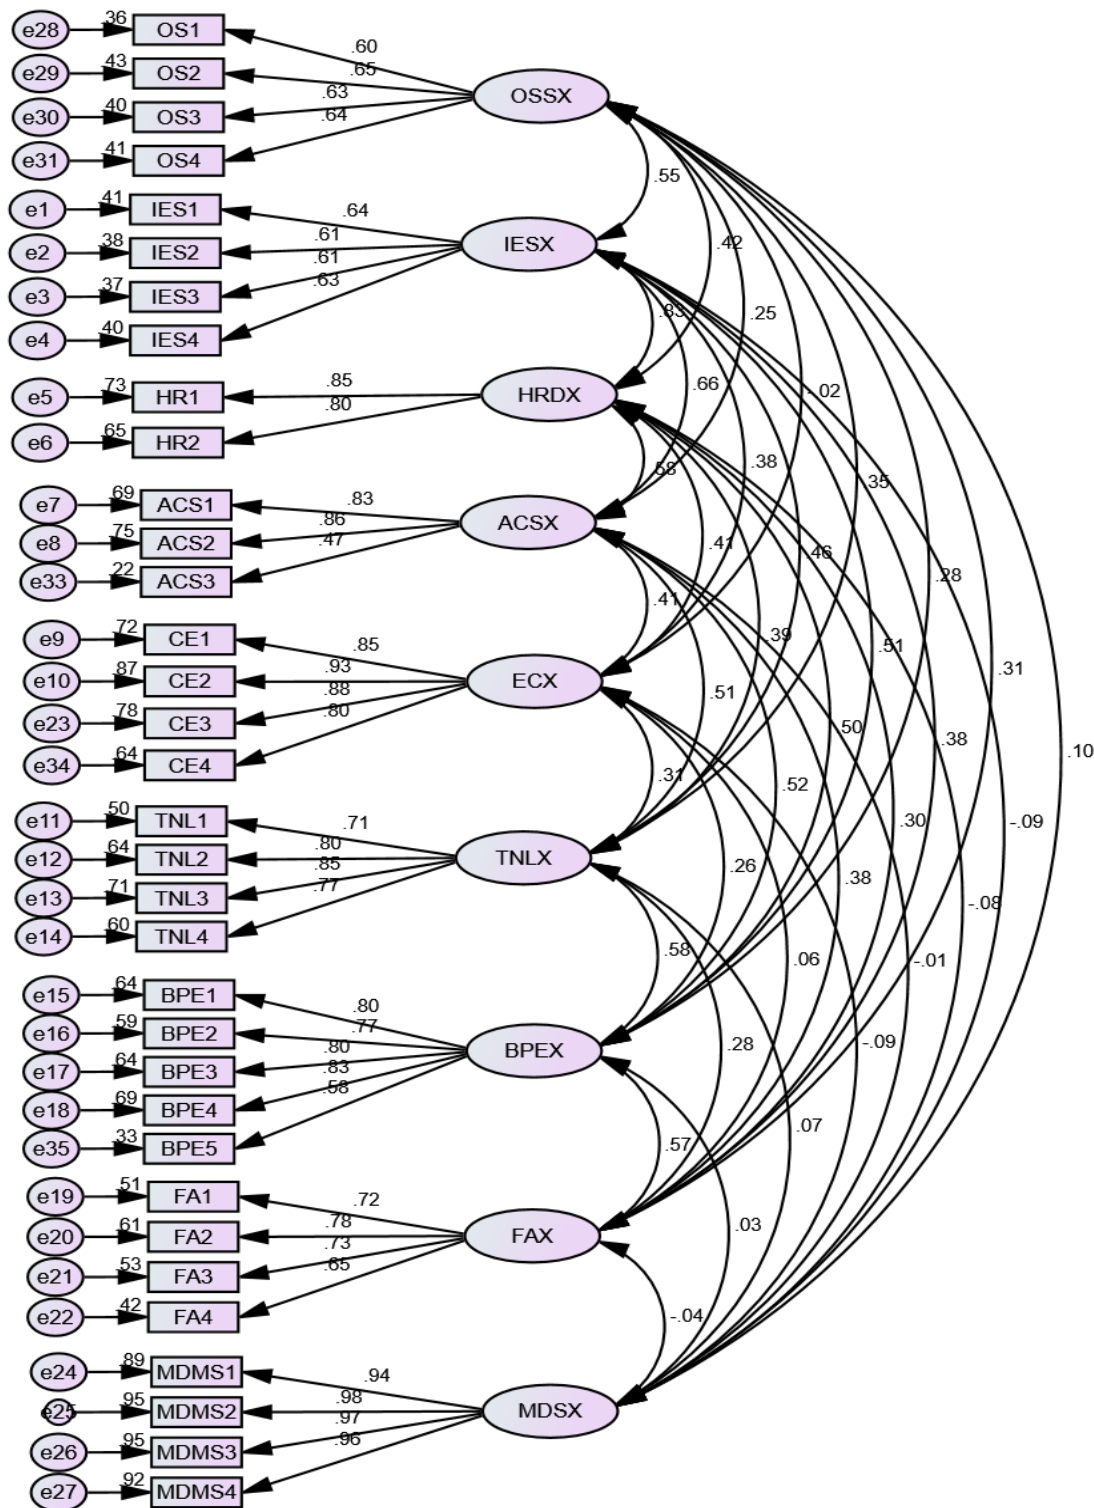 e28 .36 OS1
.60
e29 .43 OS2 .65
e30 .40 OS3 .63
OSSX
e31 .41 OS4 .64
e1 .41 IES1 .64
.55
e2 .38 IES2 .61
IESX .42
e3 .37 IES3 .61
e4 .40 IES4 .63
.83 .25
e5 .73 HR1 .85
HRDX .66 .02
e6 .65 HR2 .80
.58 .38 .35
e7 .69 ACS1 .83
ACSX
e8 .75 ACS2 .86
.41 .46
e33 .22 ACS3 .47
.28
.41
e9 .72 CE1 .85
.39 .51
e10 .87 CE2 .93
ECX .51 .31
e23 .78 CE3 .88
.50 .38
e34 .64 CE4 .80
.31 .52 .10
e11 .50 TNL1 .71
.30 -.09
e12 .64 TNL2 .80
TNLX
e13 .71 TNL3 .85
.26 .38
e14 .60 TNL4 .77
-.08
.58 .06 -.01
e15 .64 BPE1 .80
e16 .59 BPE2 .77
BPEX .28 -.09
e17 .64 BPE3 .80
e18 .69 BPE4 .83
e35 .33 BPE5 .58
.57 .07
e19 .51 FA1 .72
e20 .61 FA2 .78
FAX .03
e21 .53 FA3 .73
e22 .42 FA4 .65
-.04
e24 .89 MDMS1 .94
e25 .95 MDMS2 .98
MDSX
e26 .95 MDMS3 .97
e27 .92 MDMS4 .96